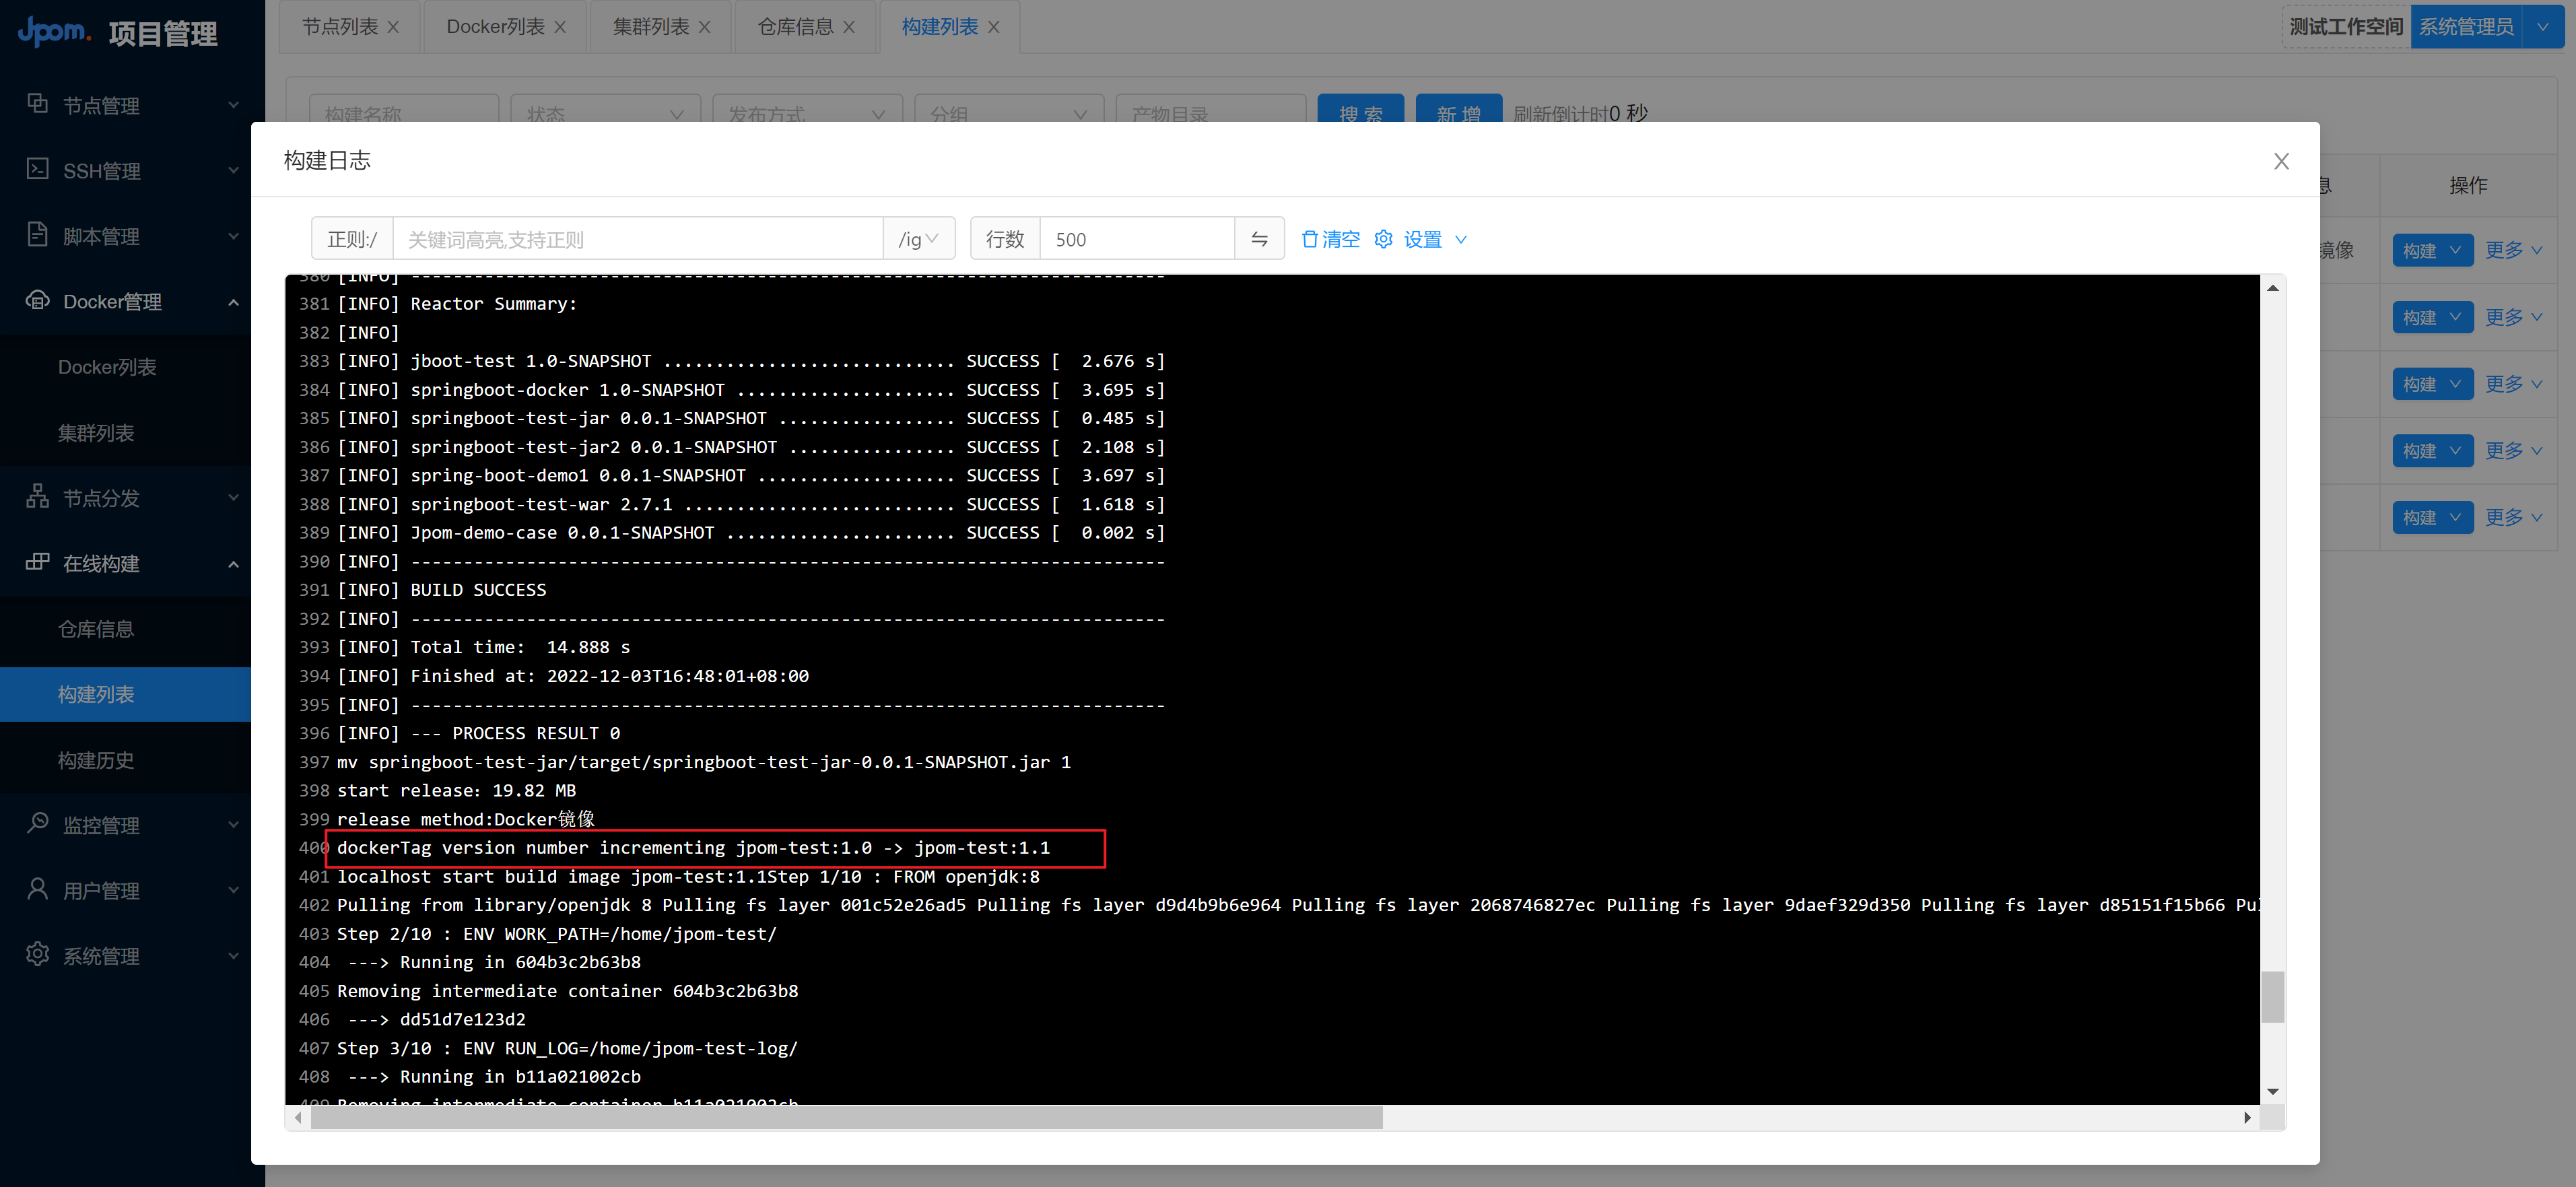 Jpom. 项目管理
节点列表
Docker列表
集群列表
仓库信息
构建列表
测试工作空间
系统管理员
节点管理
SSH管理
脚本管理
Docker管理
Docker列表
集群列表
节点分发
在线构建
仓库信息
构建列表
构建历史
监控管理
用户管理
系统管理
构建名称
状态
发布方式
分组
产物目录
搜 索
新 增
刷新倒计时0 秒
操作
镜像
构建 更多
构建 更多
构建 更多
构建 更多
构建 更多
构建日志
正则:/ 关键词高亮,支持正则 /ig 行数 500 清空 设置
380 [INFO] ------------------------------------------------------------------------
381 [INFO] Reactor Summary:
382 [INFO]
383 [INFO] jboot-test 1.0-SNAPSHOT ............................ SUCCESS [  2.676 s]
384 [INFO] springboot-docker 1.0-SNAPSHOT ..................... SUCCESS [  3.695 s]
385 [INFO] springboot-test-jar 0.0.1-SNAPSHOT ................. SUCCESS [  0.485 s]
386 [INFO] springboot-test-jar2 0.0.1-SNAPSHOT ................ SUCCESS [  2.108 s]
387 [INFO] spring-boot-demo1 0.0.1-SNAPSHOT ................... SUCCESS [  3.697 s]
388 [INFO] springboot-test-war 2.7.1 .......................... SUCCESS [  1.618 s]
389 [INFO] Jpom-demo-case 0.0.1-SNAPSHOT ...................... SUCCESS [  0.002 s]
390 [INFO] ------------------------------------------------------------------------
391 [INFO] BUILD SUCCESS
392 [INFO] ------------------------------------------------------------------------
393 [INFO] Total time:  14.888 s
394 [INFO] Finished at: 2022-12-03T16:48:01+08:00
395 [INFO] ------------------------------------------------------------------------
396 [INFO] --- PROCESS RESULT 0
397 mv springboot-test-jar/target/springboot-test-jar-0.0.1-SNAPSHOT.jar 1
398 start release：19.82 MB
399 release method:Docker镜像
400 dockerTag version number incrementing jpom-test:1.0 -> jpom-test:1.1
401 localhost start build image jpom-test:1.1Step 1/10 : FROM openjdk:8
402 Pulling from library/openjdk 8 Pulling fs layer 001c52e26ad5 Pulling fs layer d9d4b9b6e964 Pulling fs layer 2068746827ec Pulling fs layer 9daef329d350 Pulling fs layer d85151f15b66 Pul
403 Step 2/10 : ENV WORK_PATH=/home/jpom-test/
404  ---> Running in 604b3c2b63b8
405 Removing intermediate container 604b3c2b63b8
406  ---> dd51d7e123d2
407 Step 3/10 : ENV RUN_LOG=/home/jpom-test-log/
408  ---> Running in b11a021002cb
409 Removing intermediate container b11a021002cb